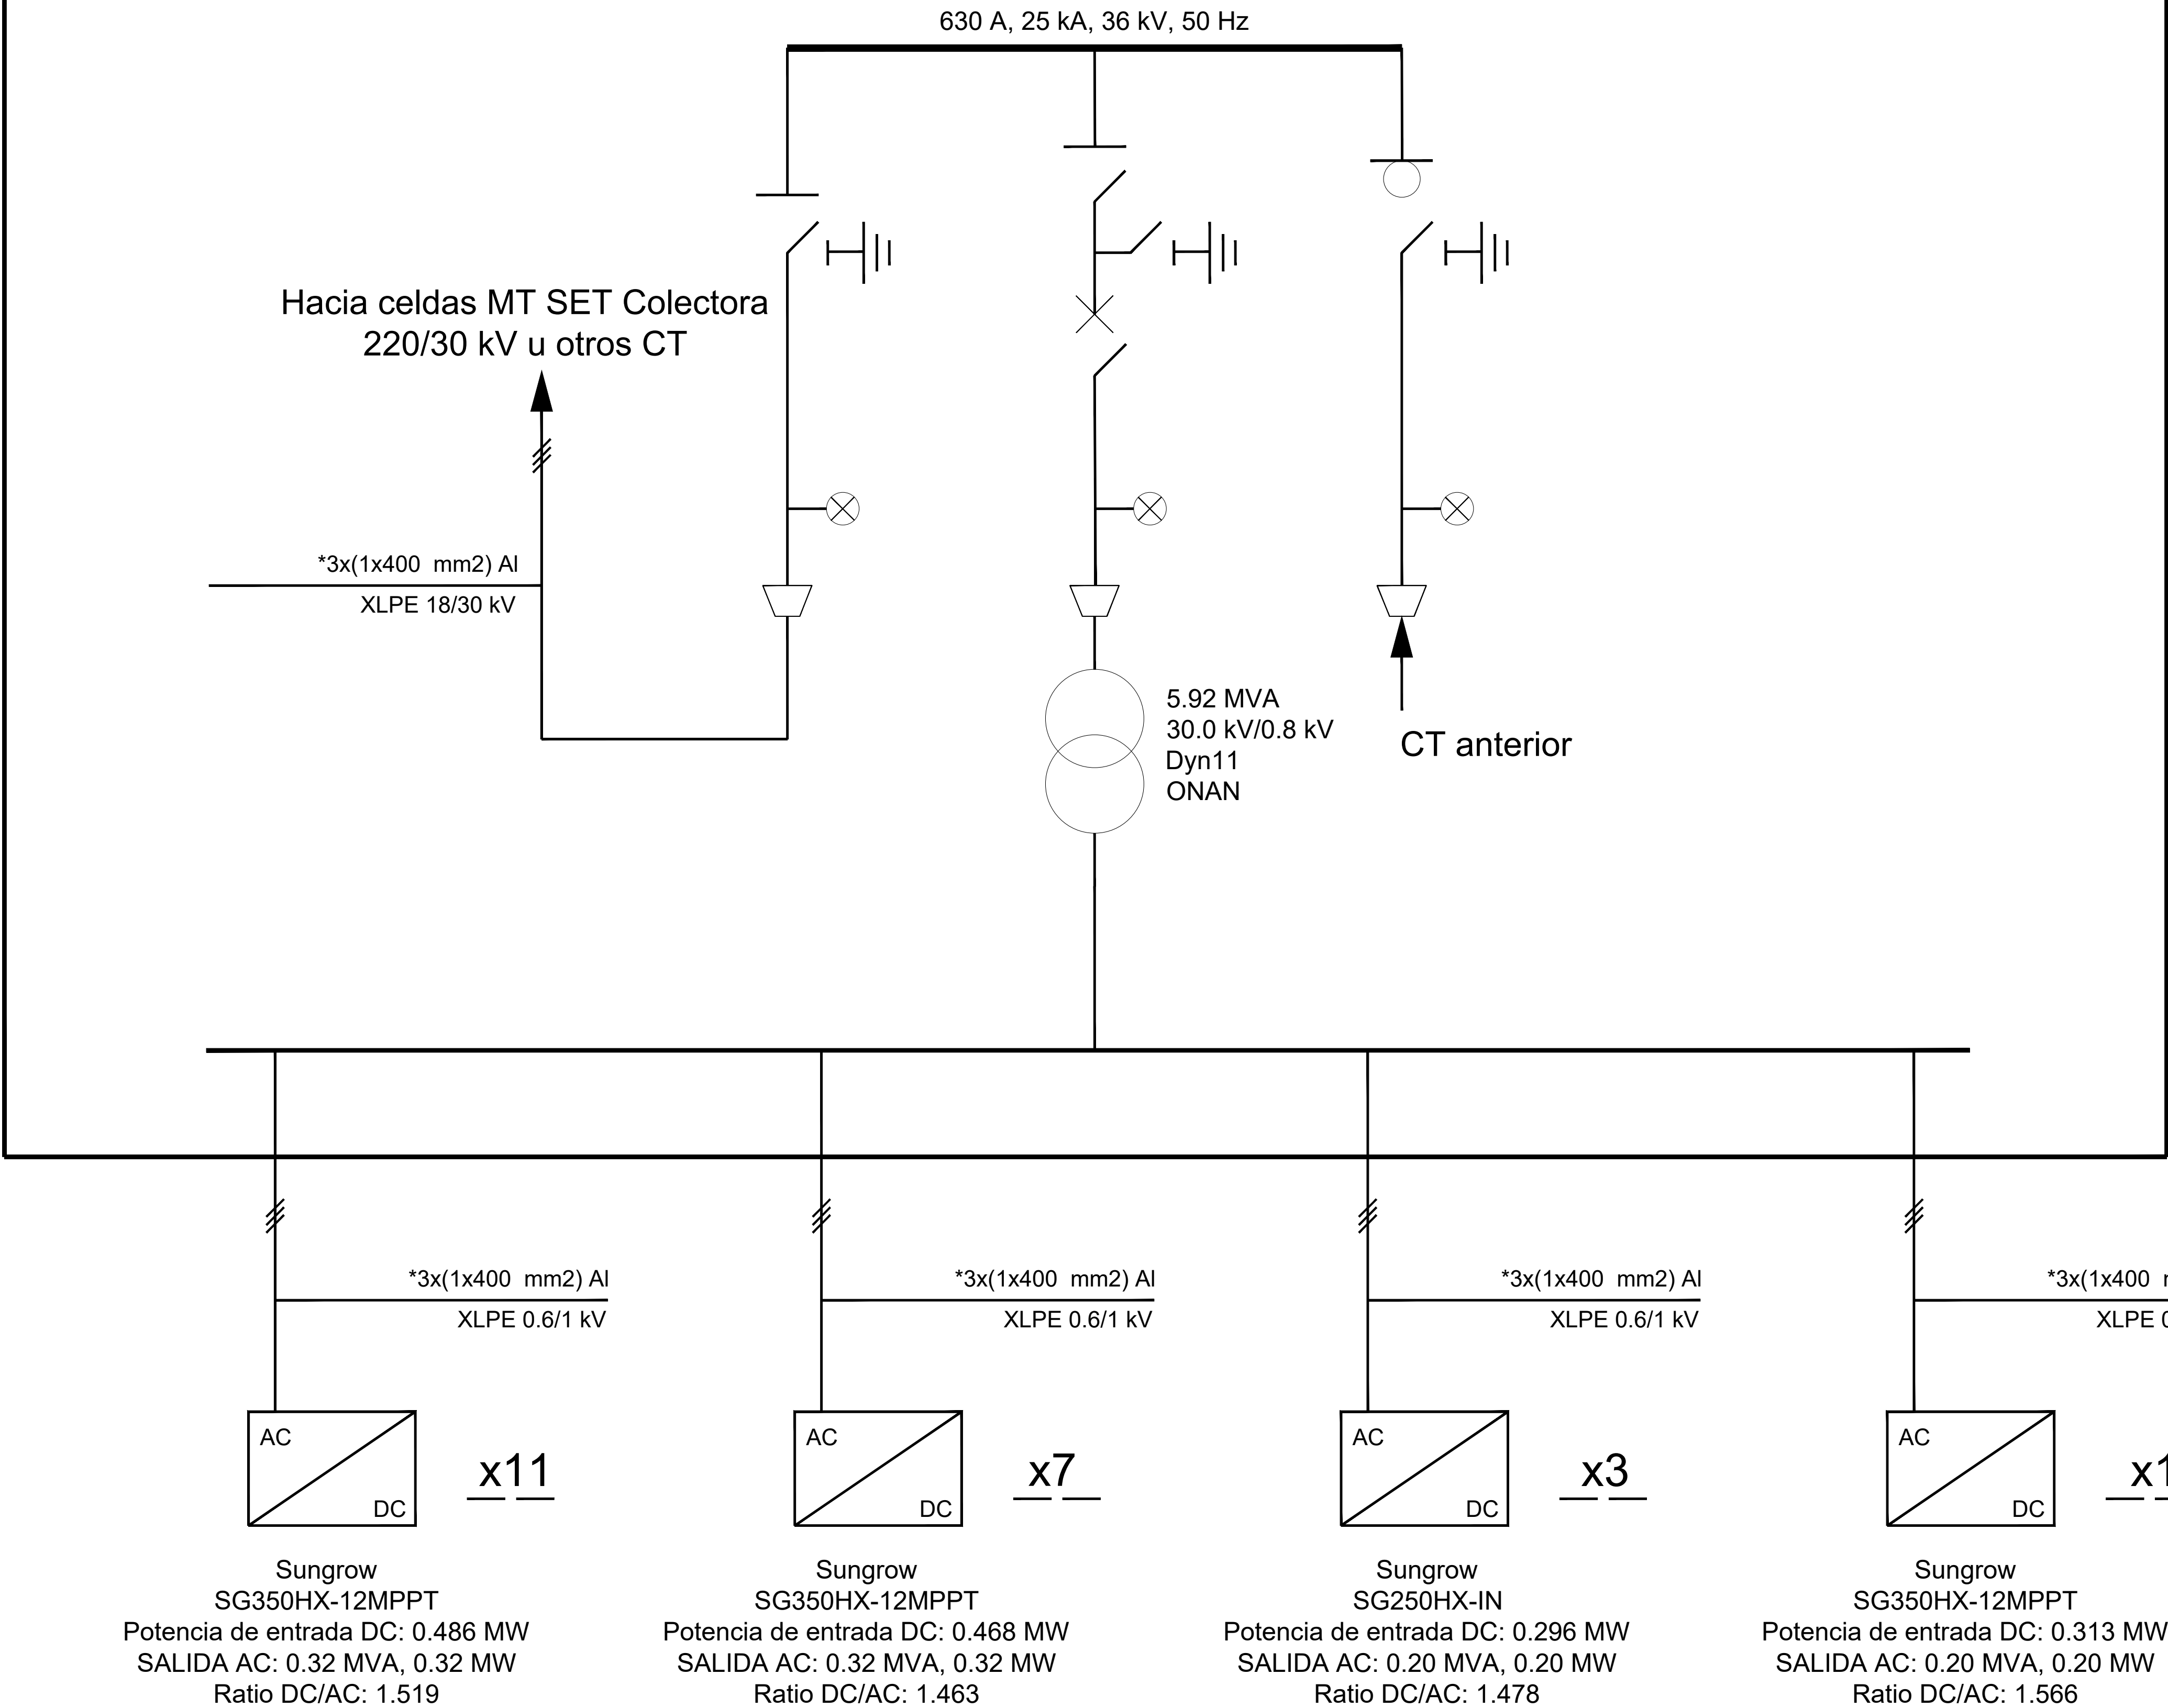 630 A, 25 kA, 36 kV, 50 Hz
Hacia celdas MT SET Colectora
220/30 kV u otros CT
*3x(1x400 mm2) Al
XLPE 18/30 kV
5.92 MVA
30.0 kV/0.8 kV
Dyn11
ONAN
CT anterior
*3x(1x400 mm2) Al
XLPE 0.6/1 kV
*3x(1x400 mm2) Al
XLPE 0.6/1 kV
*3x(1x400 mm2) Al
XLPE 0.6/1 kV
*3x(1x400
XLPE
AC
DC
x11
AC
DC
x7
AC
DC
x3
AC
DC
x1
Sungrow
SG350HX-12MPPT
Potencia de entrada DC: 0.486 MW
SALIDA AC: 0.32 MVA, 0.32 MW
Ratio DC/AC: 1.519
Sungrow
SG350HX-12MPPT
Potencia de entrada DC: 0.468 MW
SALIDA AC: 0.32 MVA, 0.32 MW
Ratio DC/AC: 1.463
Sungrow
SG250HX-IN
Potencia de entrada DC: 0.296 MW
SALIDA AC: 0.20 MVA, 0.20 MW
Ratio DC/AC: 1.478
Sungrow
SG350HX-12MPPT
Potencia de entrada DC: 0.313 MW
SALIDA AC: 0.20 MVA, 0.20 MW
Ratio DC/AC: 1.566